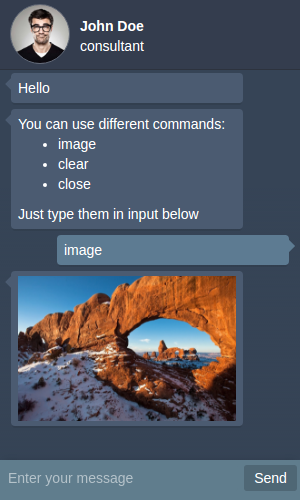 John Doe
consultant
Hello
You can use different commands:
image
clear
close
Just type them in input below
image
Enter your message
Send